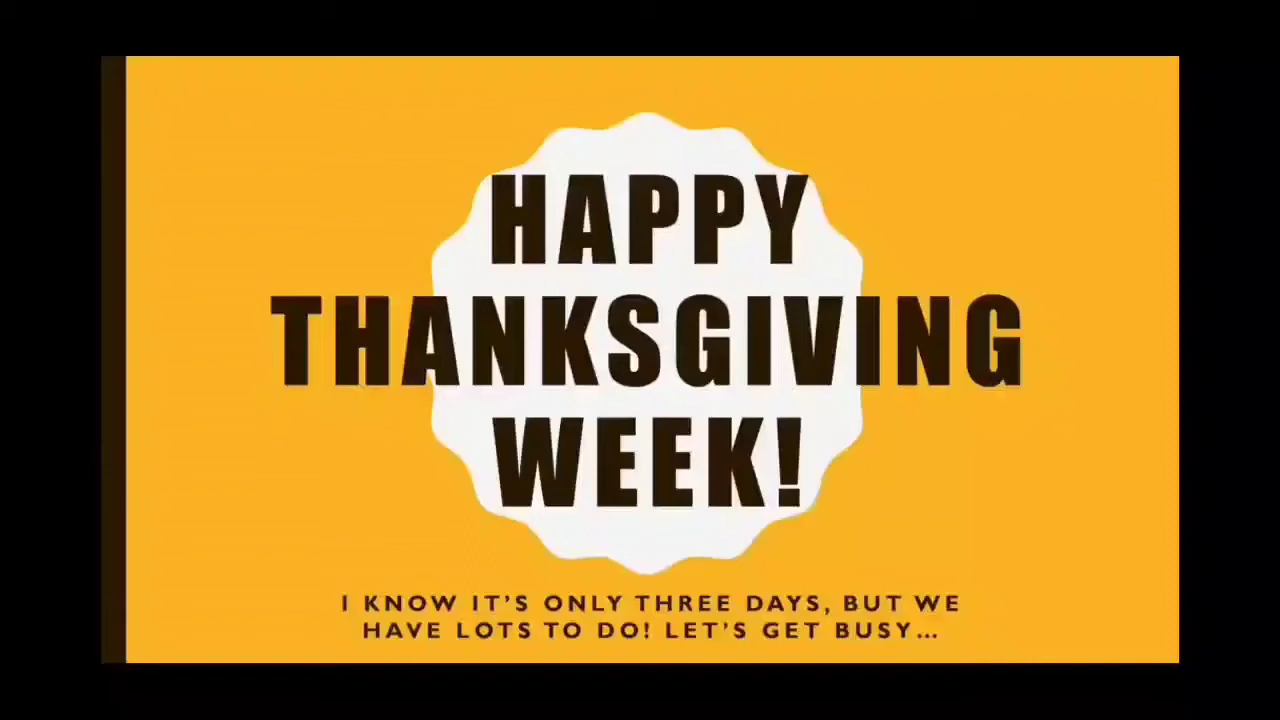 HAPPY
THANKSGIVING
WEEK!
I KNOW IT'S ONLY THREE DAYS, BUT WE
HAVE LOTS TO DO! LET'S GET BUSY…